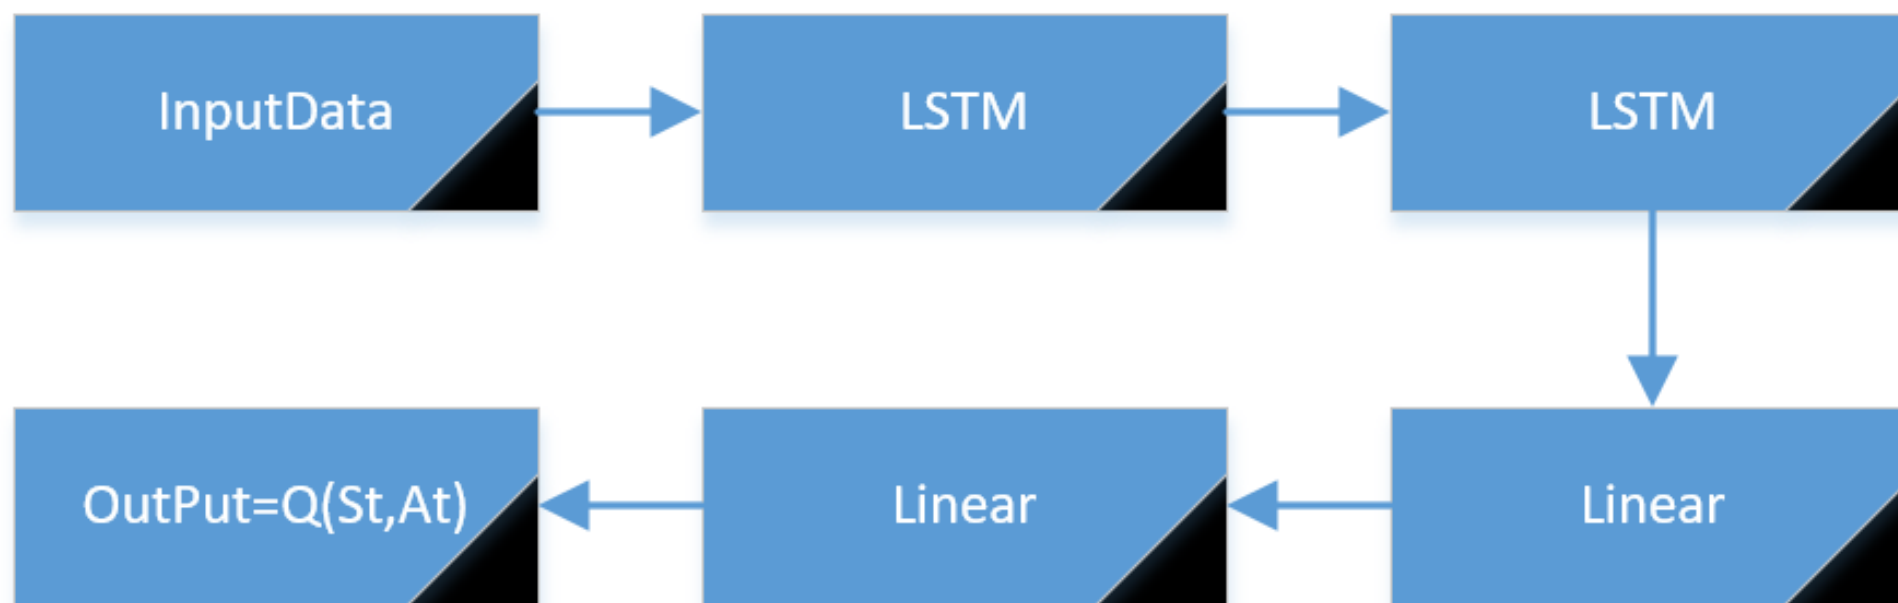 InputData
LSTM
LSTM
OutPut=Q(St,At)
Linear
Linear